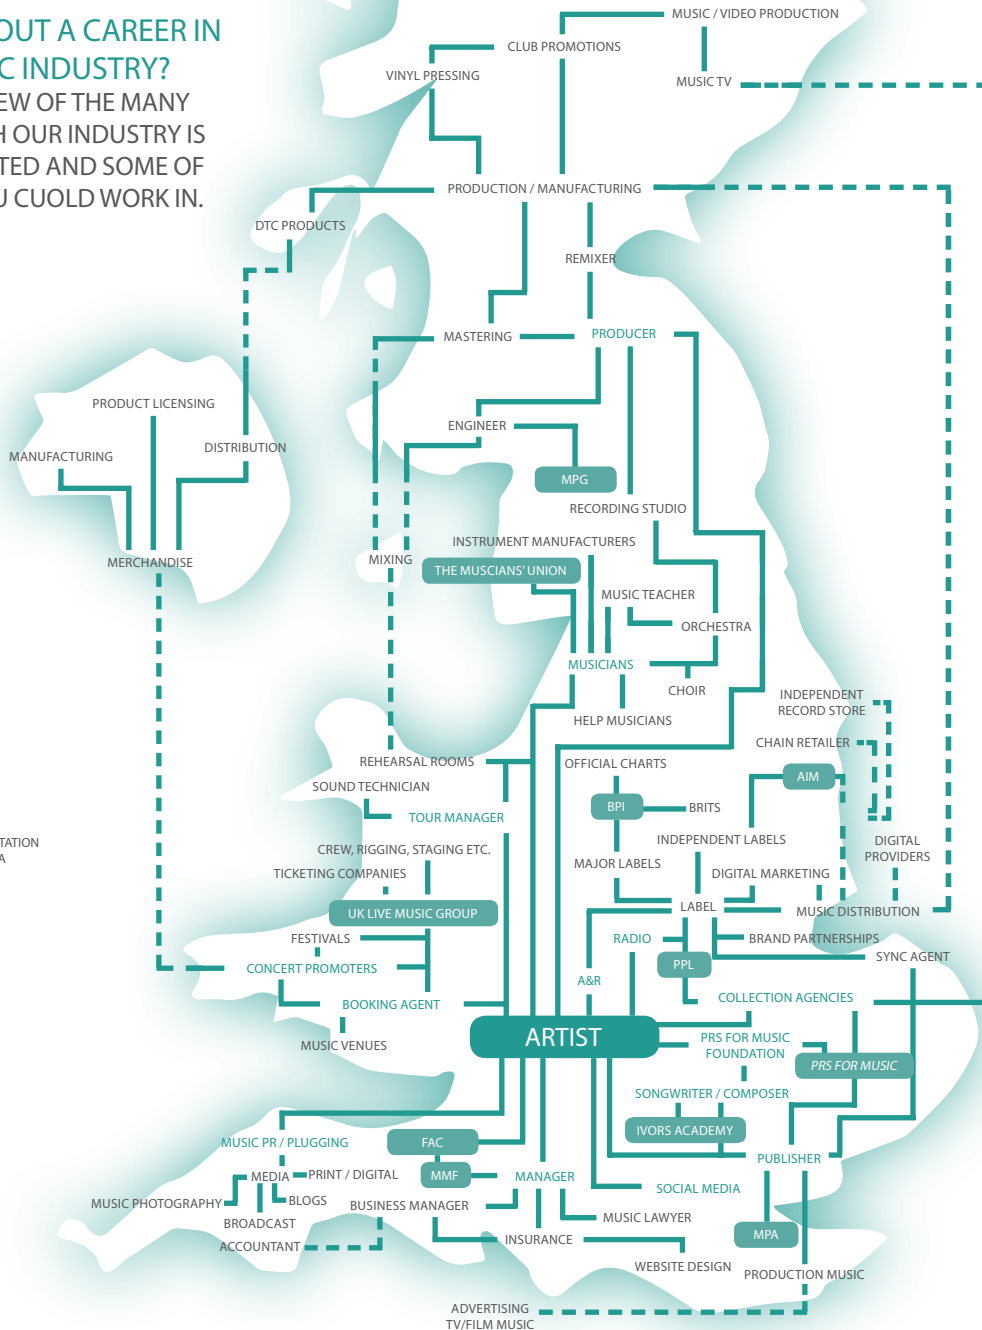 OUT A CAREER IN
C INDUSTRY?
EW OF THE MANY
H OUR INDUSTRY IS
TED AND SOME OF
U CUOLD WORK IN.
MUSIC / VIDEO PRODUCTION
CLUB PROMOTIONS
VINYL PRESSING
MUSIC TV
PRODUCTION / MANUFACTURING
DTC PRODUCTS
REMIXER
MASTERING
PRODUCER
PRODUCT LICENSING
ENGINEER
DISTRIBUTION
MANUFACTURING
MPG
RECORDING STUDIO
INSTRUMENT MANUFACTURERS
MIXING
MERCHANDISE
THE MUSCIANS' UNION
MUSIC TEACHER
ORCHESTRA
MUSICIANS
CHOIR
INDEPENDENT
RECORD STORE
HELP MUSICIANS
CHAIN RETAILER
REHEARSAL ROOMS
OFFICIAL CHARTS
AIM
SOUND TECHNICIAN
BPI
BRITS
TOUR MANAGER
INDEPENDENT LABELS
DIGITAL
PROVIDERS
TATION
A
CREW, RIGGING, STAGING ETC.
MAJOR LABELS
TICKETING COMPANIES
DIGITAL MARKETING
LABEL
MUSIC DISTRIBUTION
UK LIVE MUSIC GROUP
FESTIVALS
RADIO
BRAND PARTNERSHIPS
SYNC AGENT
CONCERT PROMOTERS
PPL
A&R
COLLECTION AGENCIES
BOOKING AGENT
ARTIST
MUSIC VENUES
PRS FOR MUSIC
FOUNDATION
PRS FOR MUSIC
SONGWRITER / COMPOSER
IVORS ACADEMY
MUSIC PR / PLUGGING
FAC
PUBLISHER
MEDIA
PRINT / DIGITAL
MMF
MANAGER
SOCIAL MEDIA
MUSIC PHOTOGRAPHY
BLOGS
BUSINESS MANAGER
MUSIC LAWYER
BROADCAST
MPA
ACCOUNTANT
INSURANCE
WEBSITE DESIGN
PRODUCTION MUSIC
ADVERTISING
TV/FILM MUSIC